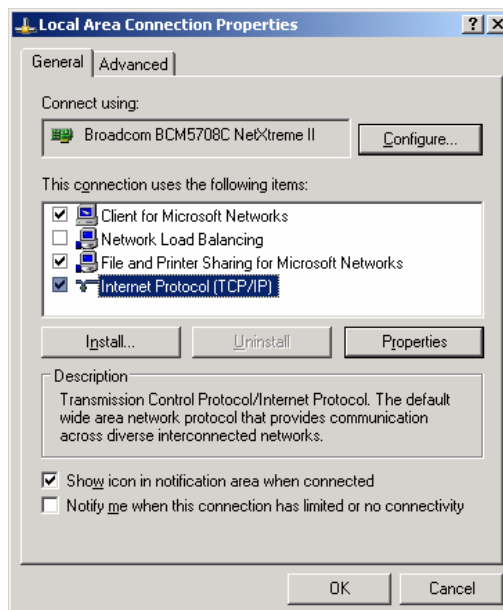 Local Area Connection Properties
General
Advanced
Connect using:
Broadcom BCM5708C NetXtreme II
Configure...
This connection uses the following items:
Client for Microsoft Networks
Network Load Balancing
File and Printer Sharing for Microsoft Networks
Internet Protocol (TCP/IP)
Install...
Uninstall
Properties
Description
Transmission Control Protocol/Internet Protocol. The default
wide area network protocol that provides communication
across diverse interconnected networks.
Show icon in notification area when connected
Notify me when this connection has limited or no connectivity
OK
Cancel